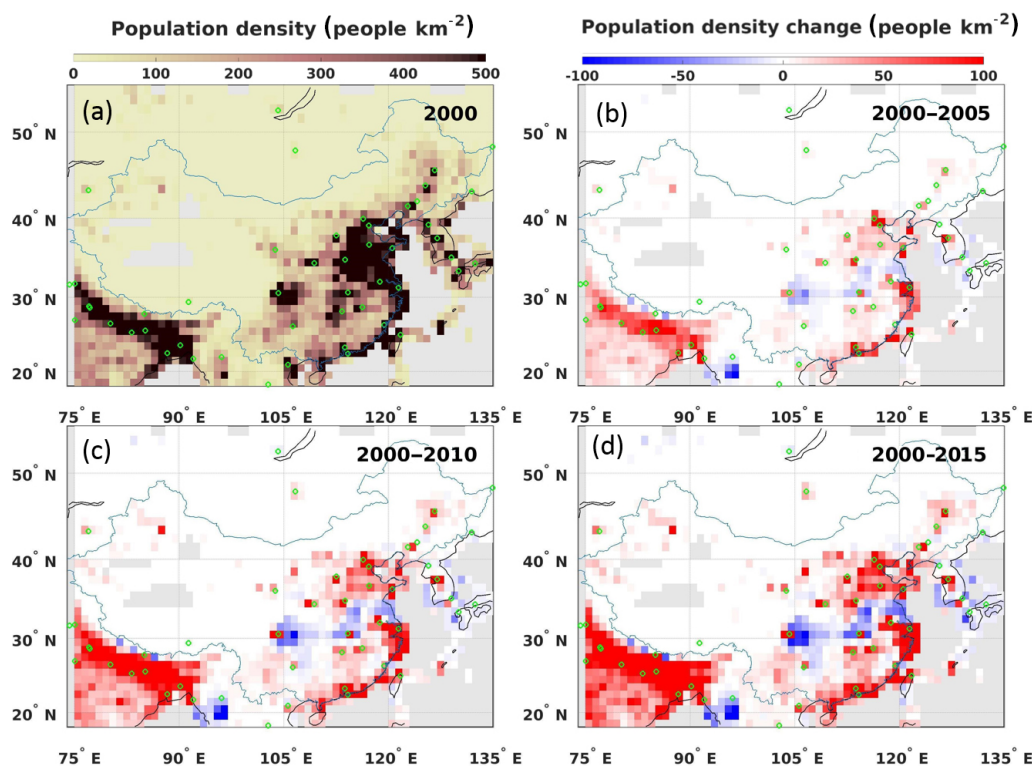 Population density (people km-2)
0 100 200 300 400 500
Population density change (people km-2)
-100 -50 0 50 100
(a) 2000
50° N
40° N
30° N
20° N
75° E 90° E 105° E 120° E 135° E
(b) 2000–2005
50° N
40° N
30° N
20° N
75° E 90° E 105° E 120° E 135° E
(c) 2000–2010
50° N
40° N
30° N
20° N
75° E 90° E 105° E 120° E 135° E
(d) 2000–2015
50° N
40° N
30° N
20° N
75° E 90° E 105° E 120° E 135° E